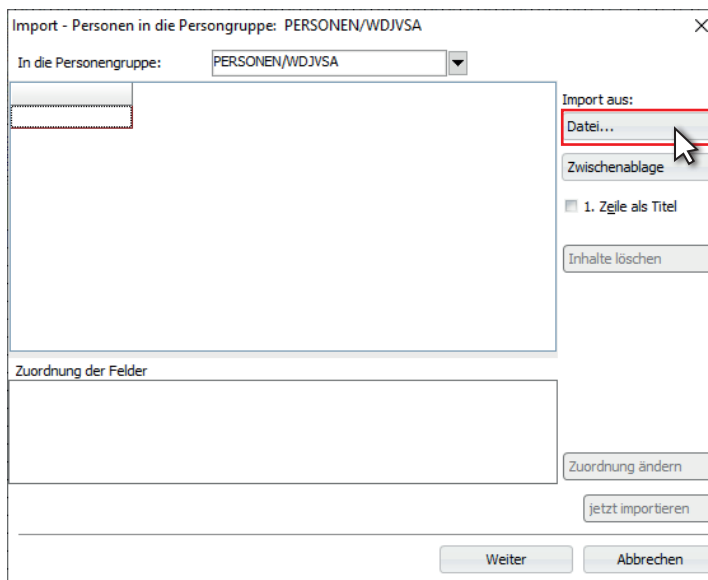 Import - Personen in die Persongruppe: PERSONEN/WDJVSA
In die Personengruppe:
PERSONEN/WDJVSA
Import aus:
Datei...
Zwischenablage
1. Zeile als Titel
Inhalte löschen
Zuordnung der Felder
Zuordnung ändern
jetzt importieren
Weiter
Abbrechen